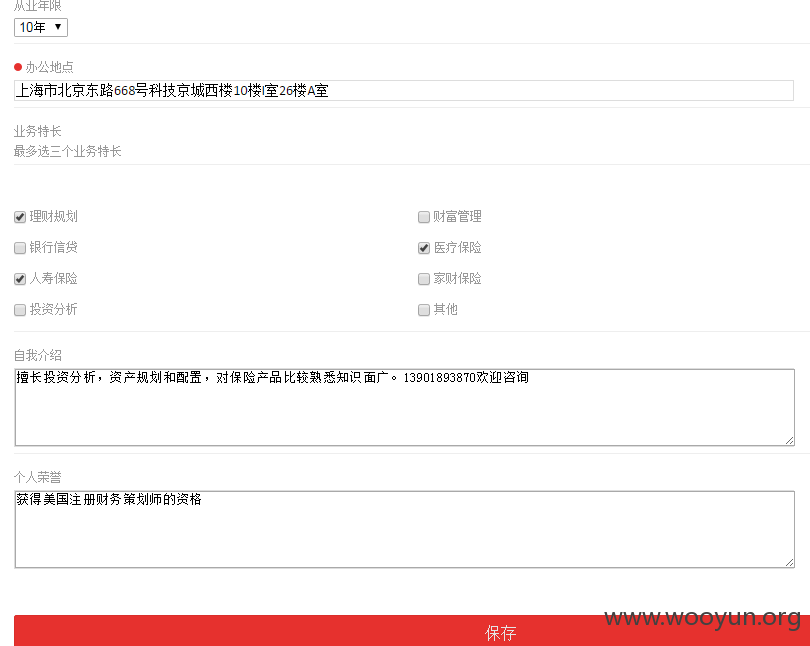 从业年限
10年
办公地点
上海市北京东路668号科技京城西楼10楼I室26楼A室
业务特长
最多选三个业务特长
理财规划
财富管理
银行信贷
医疗保险
人寿保险
家财保险
投资分析
其他
自我介绍
擅长投资分析，资产规划和配置，对保险产品比较熟悉知识面广。13901893870欢迎咨询
个人荣誉
获得美国注册财务策划师的资格
www.wooyun.org
保存